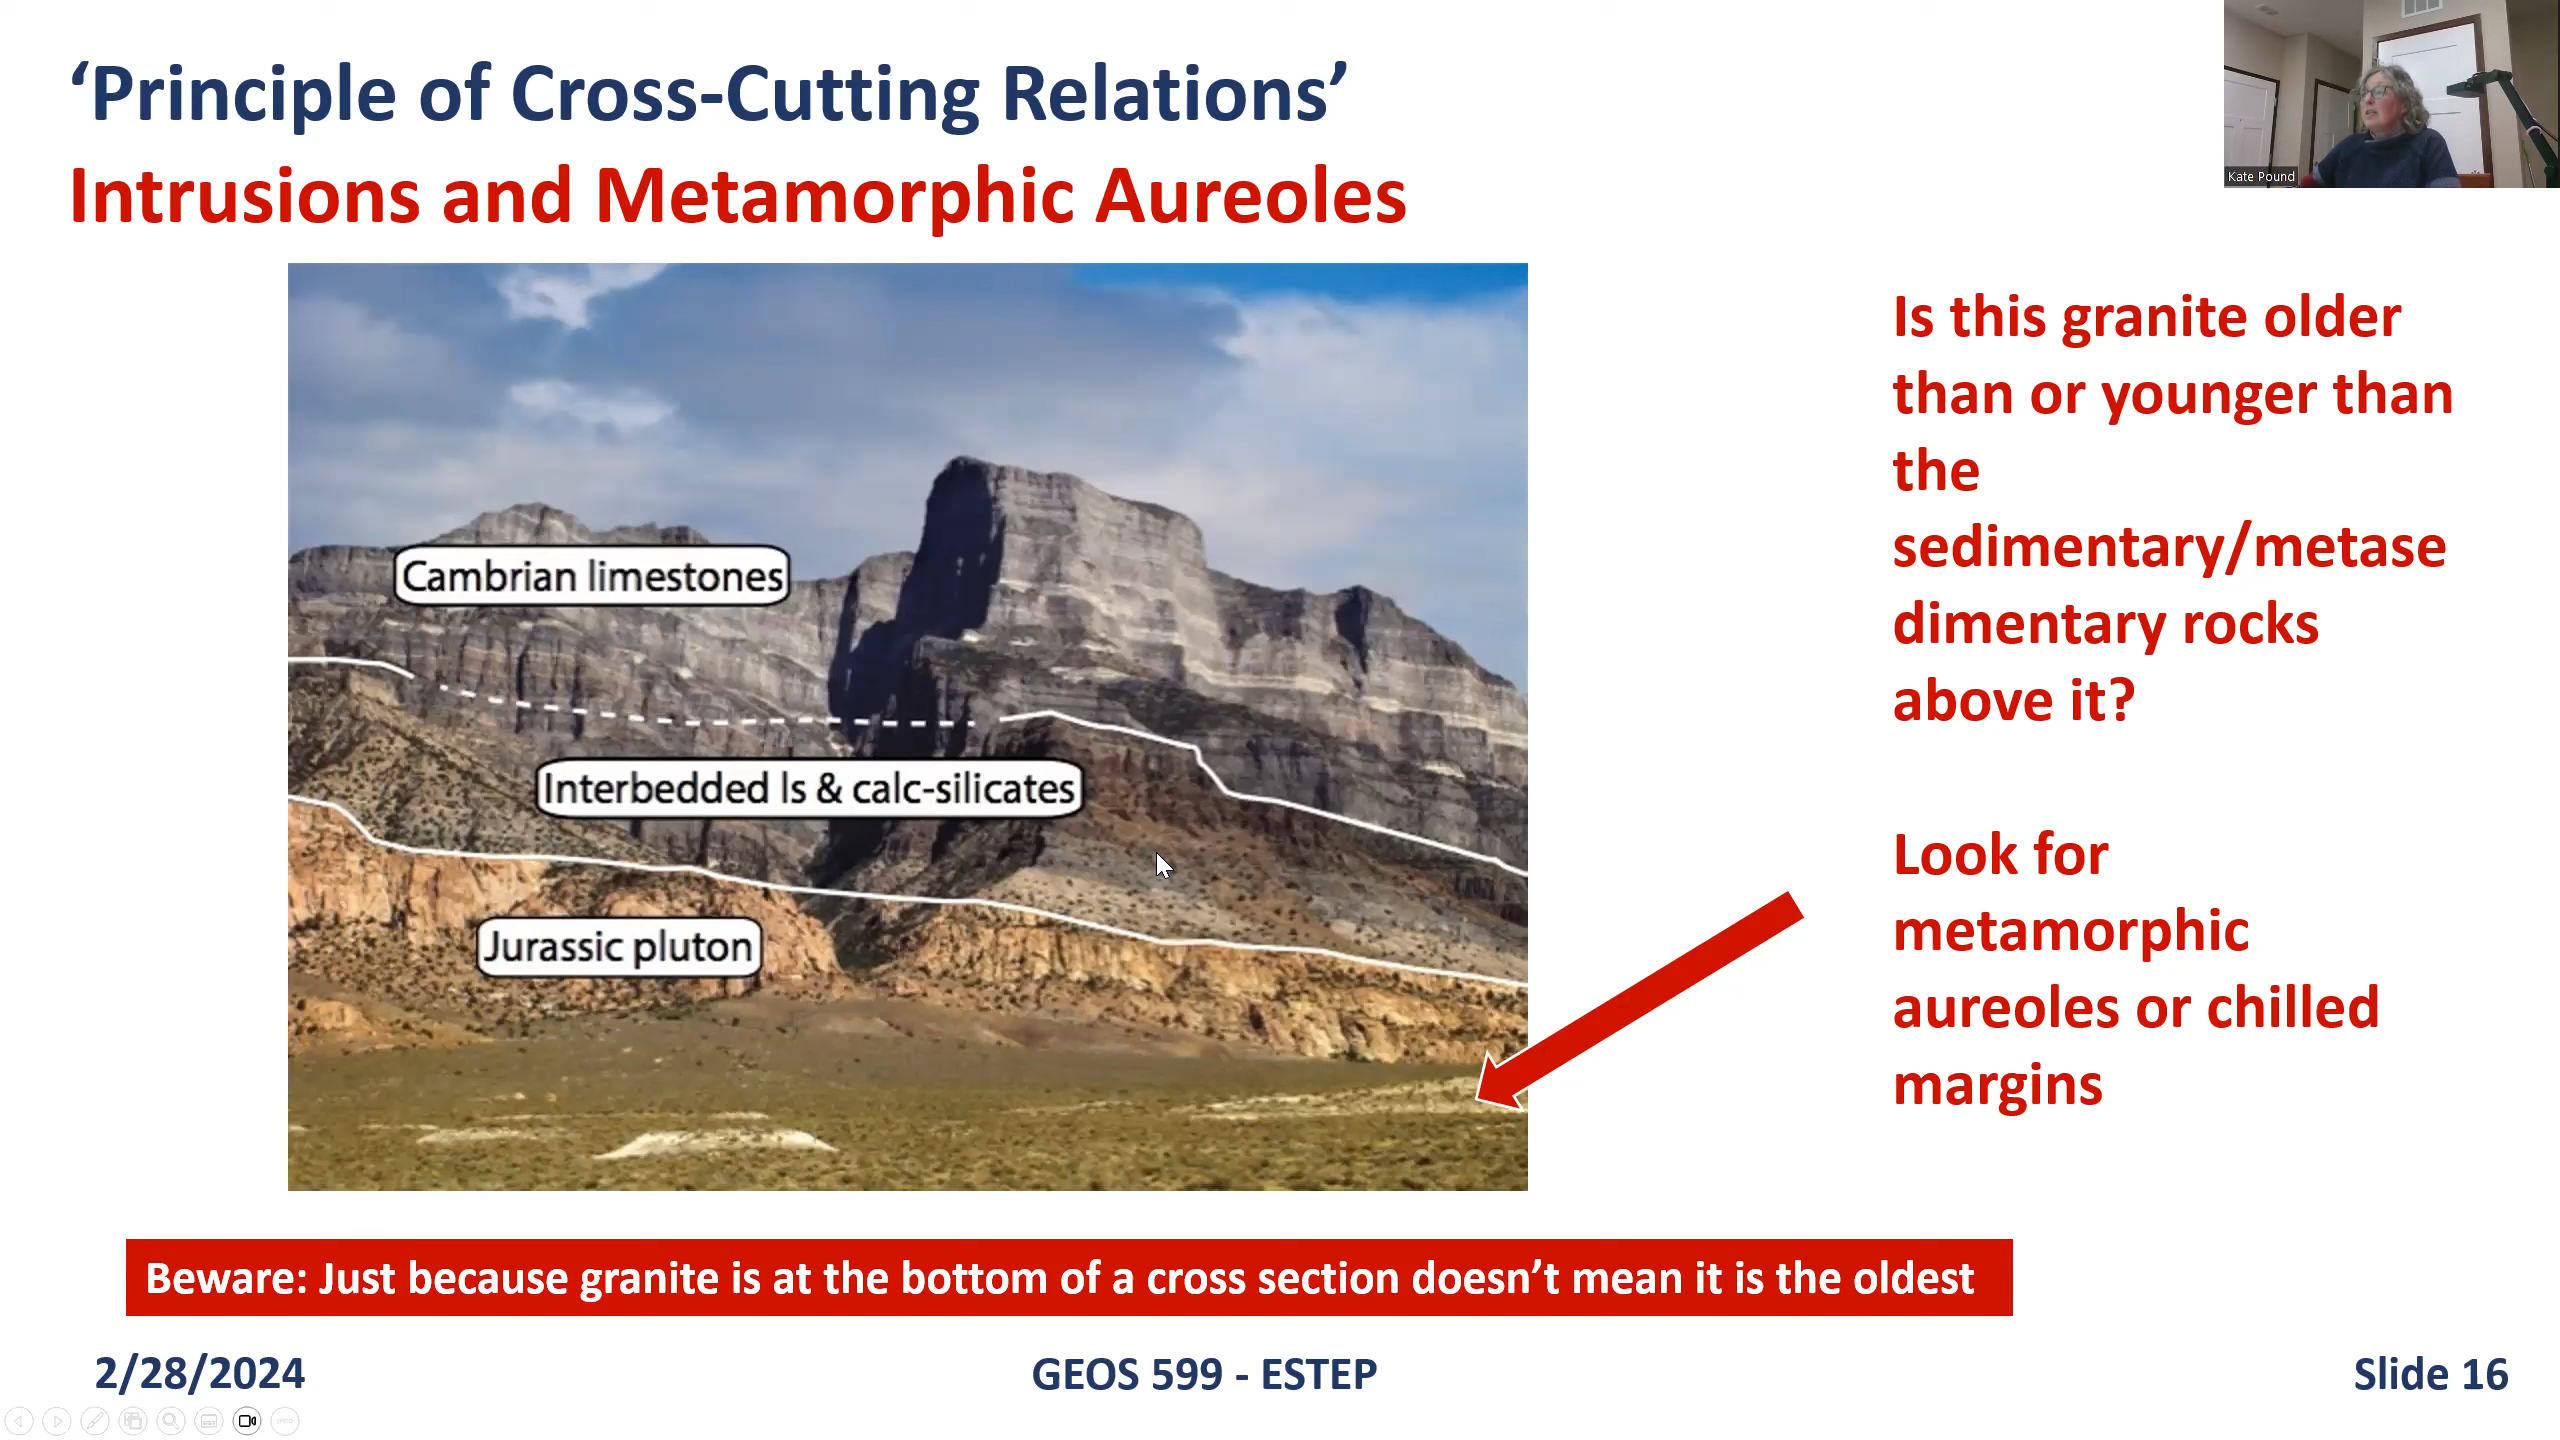 ‘Principle of Cross-Cutting Relations’
Intrusions and Metamorphic Aureoles
Kate Pound
Is this granite older
than or younger than
the
sedimentary/metase
dimentary rocks
above it?
Look for
metamorphic
aureoles or chilled
margins
Cambrian limestones
Interbedded ls & calc-silicates
Jurassic pluton
Beware: Just because granite is at the bottom of a cross section doesn’t mean it is the oldest
2/28/2024
GEOS 599 - ESTEP
Slide 16